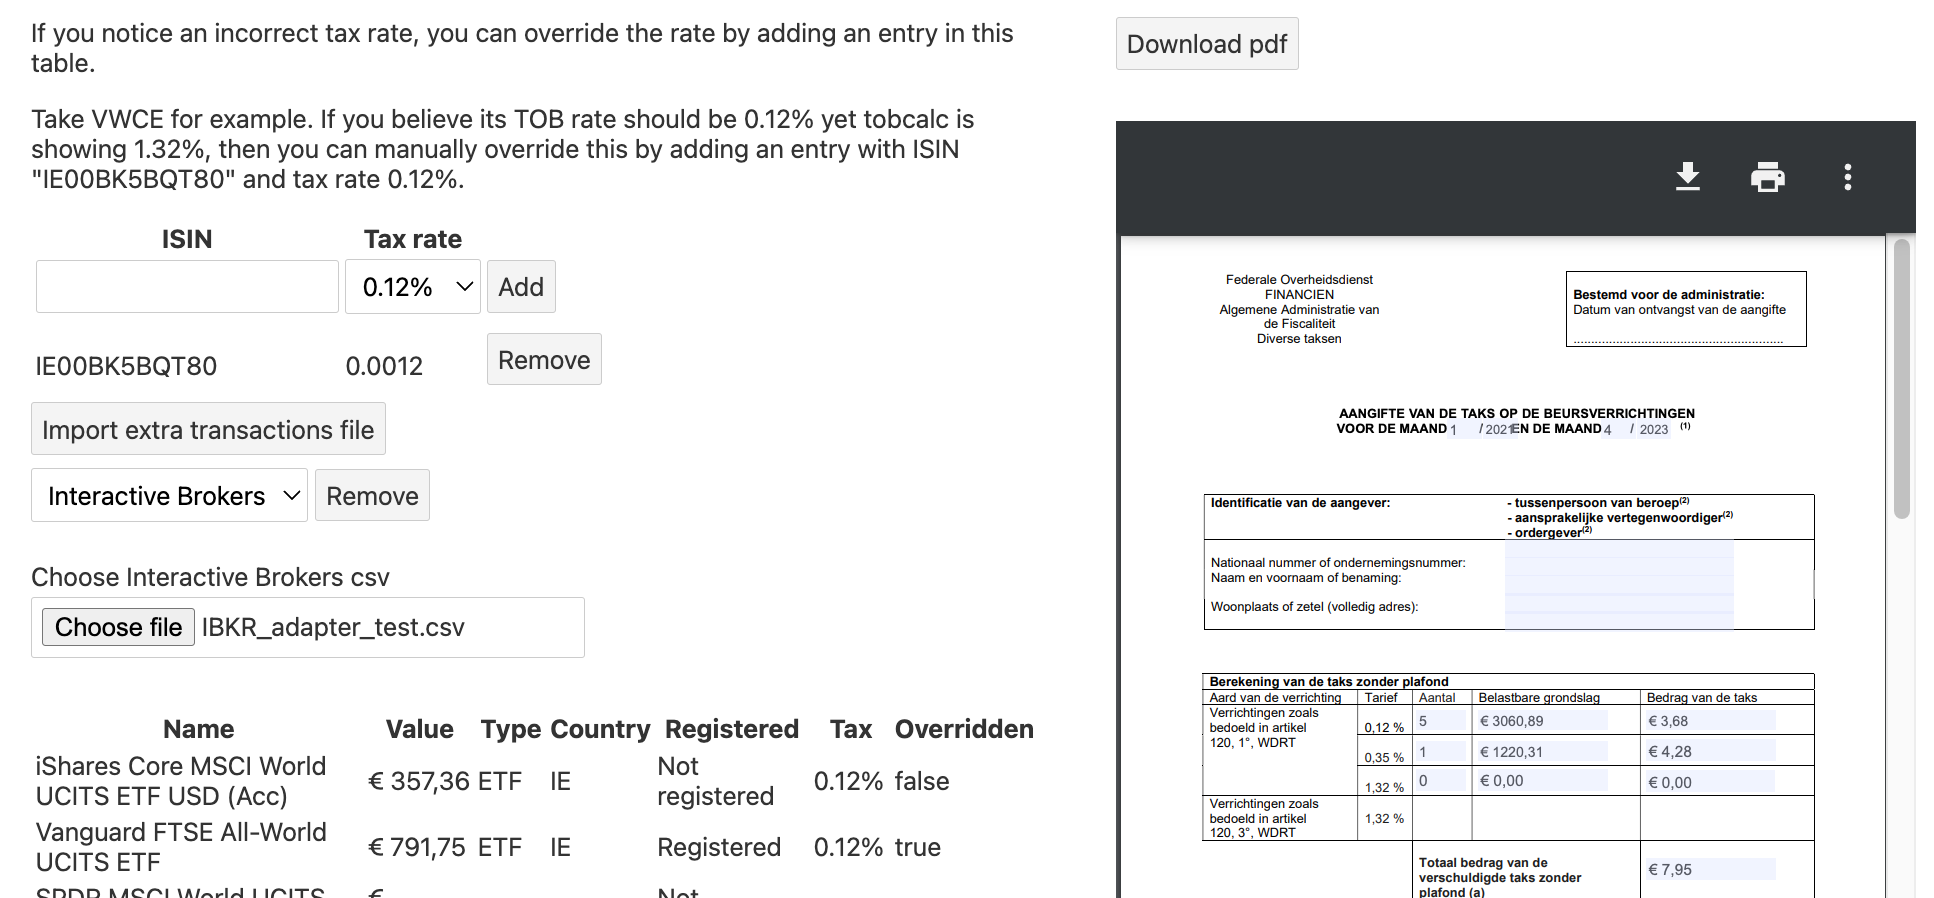 If you notice an incorrect tax rate, you can override the rate by adding an entry in this
table.
Take VWCE for example. If you believe its TOB rate should be 0.12% yet tobcalc is
showing 1.32%, then you can manually override this by adding an entry with ISIN
"IE00BK5BQT80" and tax rate 0.12%.
ISIN Tax rate
0.12% Add
IE00BK5BQT80 0.0012 Remove
Import extra transactions file
Interactive Brokers Remove
Choose Interactive Brokers csv
Choose file IBKR_adapter_test.csv
Name Value Type Country Registered Tax Overridden
iShares Core MSCI World
UCITS ETF USD (Acc) € 357,36 ETF IE Not
registered 0.12% false
Vanguard FTSE All-World
UCITS ETF € 791,75 ETF IE Registered 0.12% true
SPDR MSCI World UCITS € Not
Download pdf
Federale Overheidsdienst
FINANCIEN
Algemene Administratie van
de Fiscaliteit
Diverse taksen
Bestemd voor de administratie:
Datum van ontvangst van de aangifte
............................................................
AANGIFTE VAN DE TAKS OP DE BEURSVERRICHTINGEN
VOOR DE MAAND 1 / 2021 EN DE MAAND 4 / 2023 (1)
Identificatie van de aangever:
- tussenpersoon van beroep(2)
- aansprakelijke vertegenwoordiger(2)
- ordergever(2)
Nationaal nummer of ondernemingsnummer:
Naam en voornaam of benaming:
Woonplaats of zetel (volledig adres):
Berekening van de taks zonder plafond
Aard van de verrichting Tarief Aantal Belastbare grondslag Bedrag van de taks
Verrichtingen zoals
bedoeld in artikel
120, 1°, WDRT
0,12 % 5 € 3060,89 € 3,68
0,35 % 1 € 1220,31 € 4,28
1,32 % 0 € 0,00 € 0,00
Verrichtingen zoals
bedoeld in artikel
120, 3°, WDRT
1,32 %
Totaal bedrag van de
verschuldigde taks zonder
plafond (a)
€ 7,95